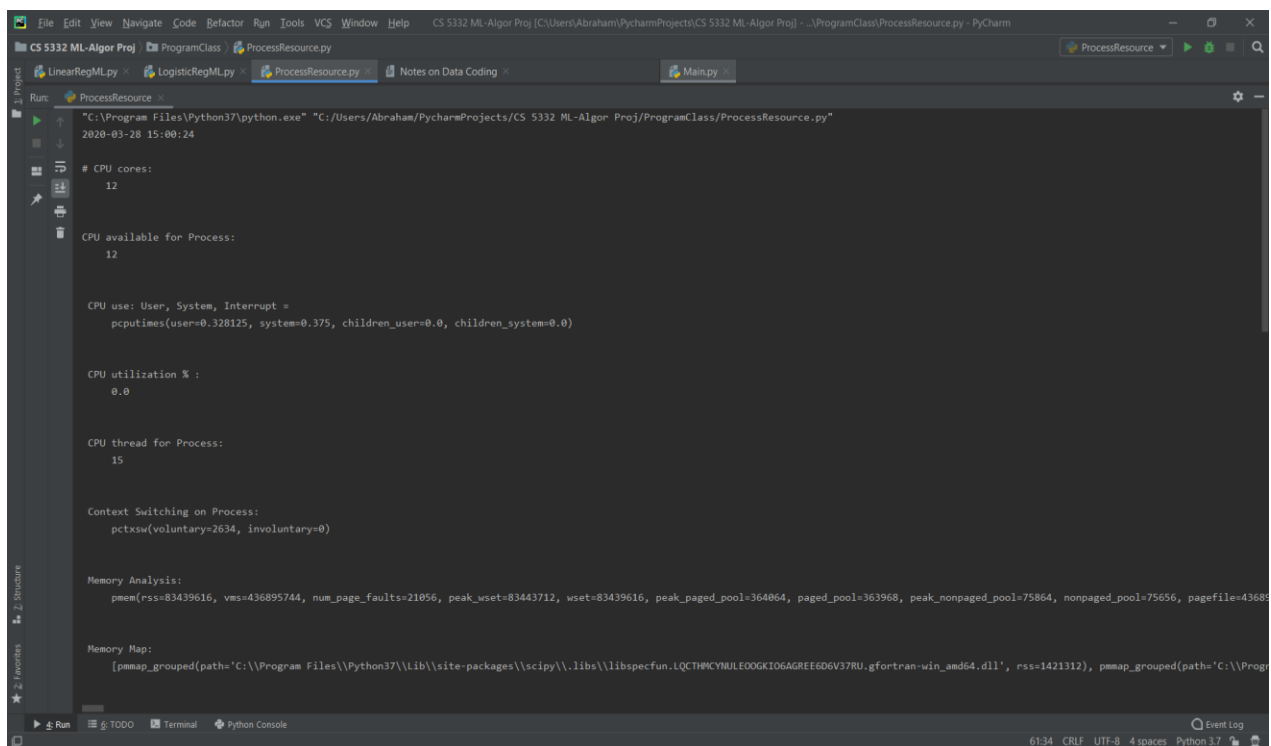 File Edit View Navigate Code Refactor Run Tools VCS Window Help CS 5332 ML-Algor Proj [C:\Users\Abraham\PycharmProjects\CS 5332 ML-Algor Proj] - ...\ProgramClass\ProcessResource.py - PyCharm
CS 5332 ML-Algor Proj ProgramClass ProcessResource.py ProcessResource
LinearRegML.py LogisticRegML.py ProcessResource.py Notes on Data Coding Main.py
1: Project
Run: ProcessResource
"C:\Program Files\Python37\python.exe" "C:/Users/Abraham/PycharmProjects/CS 5332 ML-Algor Proj/ProgramClass/ProcessResource.py"
2020-03-28 15:00:24
# CPU cores:
12
CPU available for Process:
12
CPU use: User, System, Interrupt =
pcputimes(user=0.328125, system=0.375, children_user=0.0, children_system=0.0)
CPU utilization % :
0.0
CPU thread for Process:
15
Context Switching on Process:
pctxsw(voluntary=2634, involuntary=0)
Memory Analysis:
pmem(rss=83439616, vms=436895744, num_page_faults=21056, peak_wset=83443712, wset=83439616, peak_paged_pool=364064, paged_pool=363968, peak_nonpaged_pool=75864, nonpaged_pool=75656, pagefile=43689
Memory Map:
[pmmap_grouped(path='C:\\Program Files\\Python37\\Lib\\site-packages\\scipy\\.libs\\libspecfun.LQCTHMCYNULEOOGKIO6AGREE6D6V37RU.gfortran-win_amd64.dll', rss=1421312), pmmap_grouped(path='C:\\Progr
7: Structure
2: Favorites
4: Run 6: TODO Terminal Python Console Event Log
61:34 CRLF UTF-8 4 spaces Python 3.7